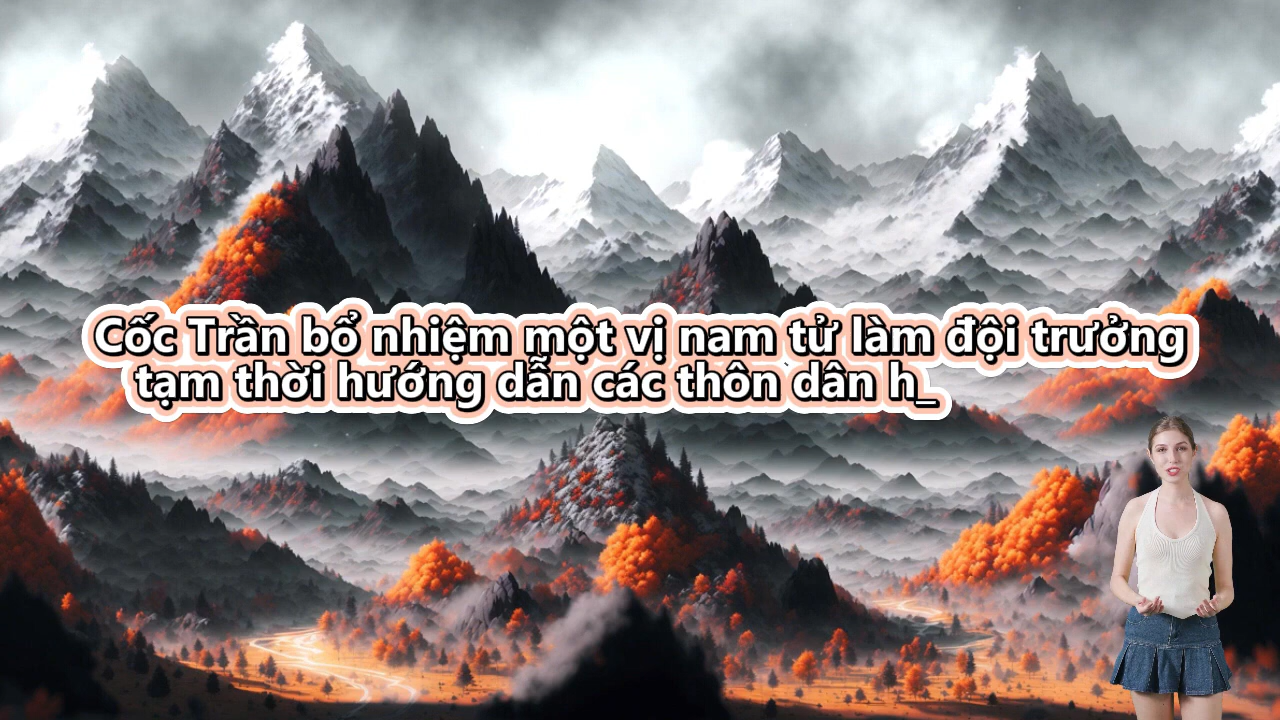 Cốc Trần bổ nhiệm một vị nam tử làm đội trưởng
tạm thời hướng dẫn các thôn dân h_